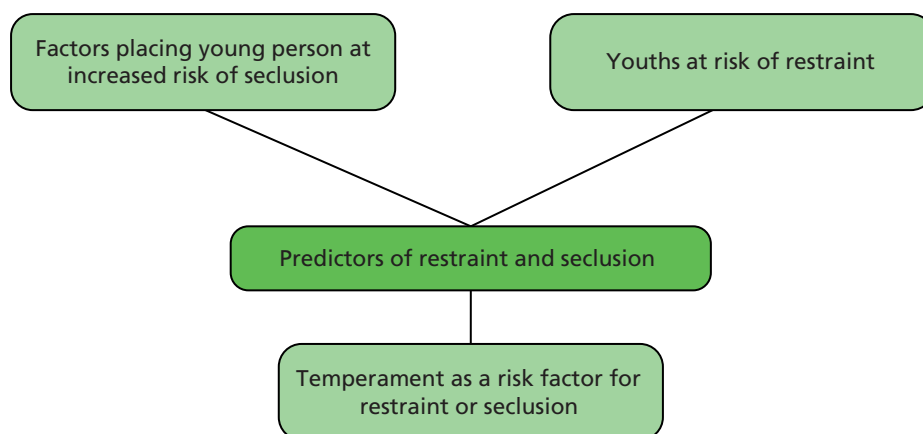 Factors placing young person at
increased risk of seclusion
Youths at risk of restraint
Predictors of restraint and seclusion
Temperament as a risk factor for
restraint or seclusion